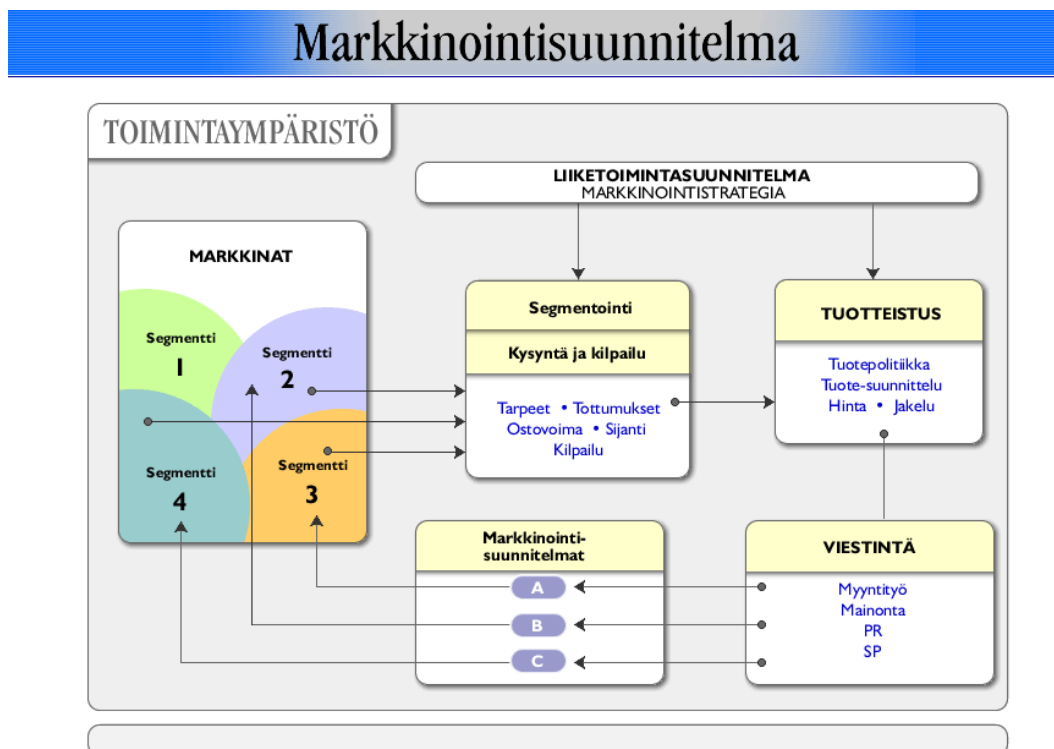 Markkinointisuunnitelma
TOIMINTAYMPÄRISTÖ
LIIKETOIMINTASUUNNITELMA
MARKKINOINTISTRATEGIA
MARKKINAT
Segmentti
1
Segmentti
2
Segmentti
3
Segmentti
4
Segmentointi
Kysyntä ja kilpailu
Tarpeet • Tottumukset
Ostovoima • Sijanti
Kilpailu
TUOTTEISTUS
Tuotepolitiikka
Tuote-suunnittelu
Hinta • Jakelu
Markkinointi-
suunnitelmat
A
B
C
VIESTINTÄ
Myyntityö
Mainonta
PR
SP